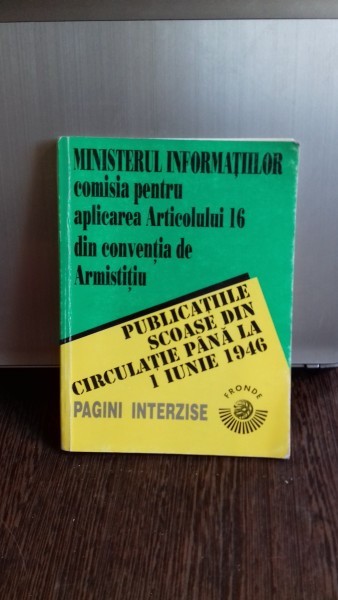 MINISTERUL INFORMAȚIILOR
comisia pentru
aplicarea Articolului 16
din convenția de
Armistițiu
PUBLICAȚIILE
SCOASE DIN
CIRCULAȚIE PÂNĂ LA
1 IUNIE 1946
PAGINI INTERZISE
FRONDE